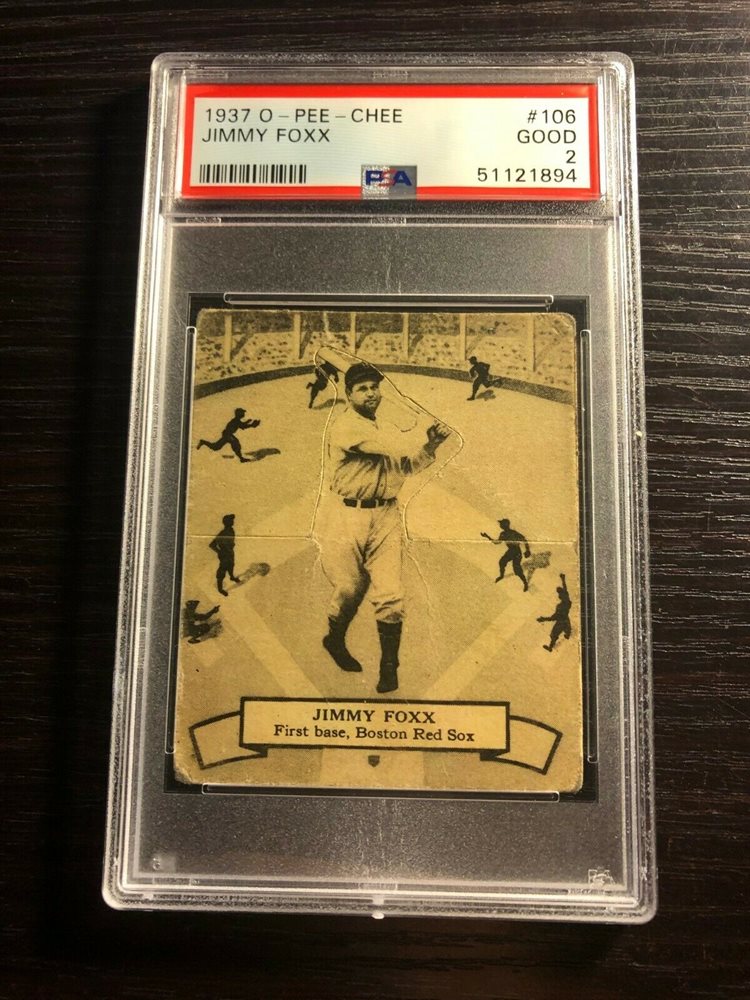 1937 O-PEE-CHEE #106
JIMMY FOXX GOOD
2
PSA 51121894
JIMMY FOXX
First base, Boston Red Sox